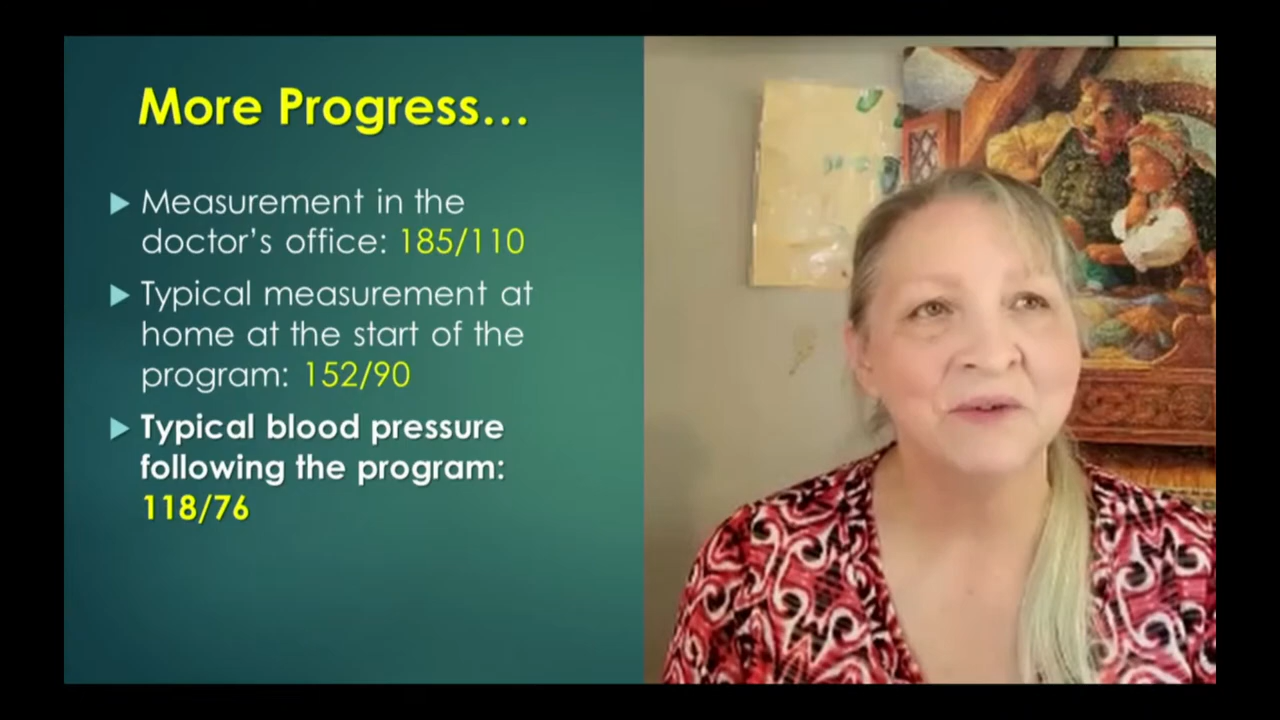 More Progress...
Measurement in the
doctor's office: 185/110
Typical measurement at
home at the start of the
program: 152/90
Typical blood pressure
following the program:
118/76